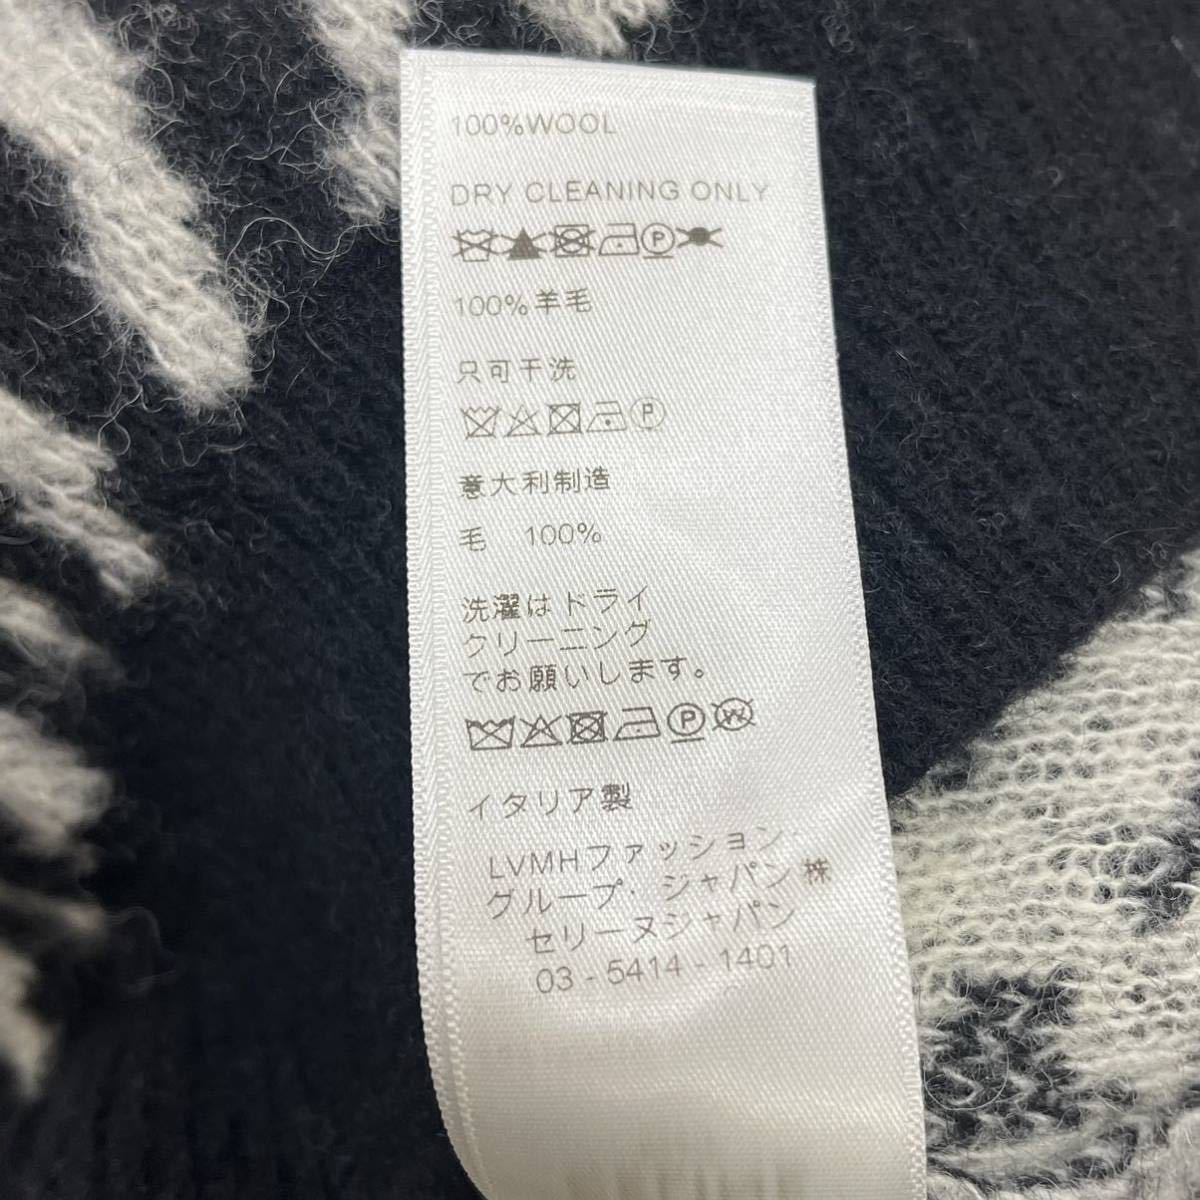 100%WOOL
DRY CLEANING ONLY
P
100%羊毛
只可干洗
P
意大利制造
毛 100%
洗濯はドライ
クリーニング
でお願いします。
P W
イタリア製
LVMHファッション・
グループ・ジャパン株
セリーヌジャパン
03-5414-1401